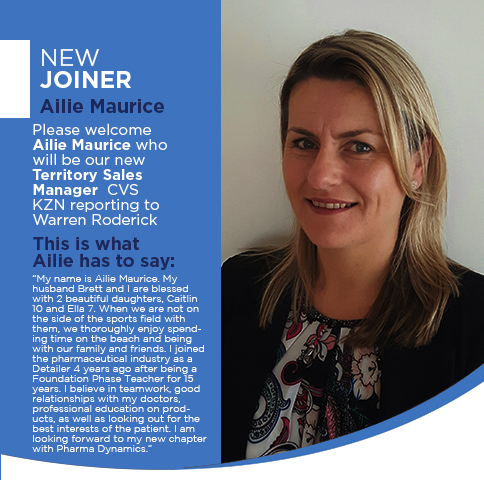 NEW
JOINER
Ailie Maurice
Please welcome
Ailie Maurice who
will be our new
Territory Sales
Manager CVS
KZN reporting to
Warren Roderick
This is what
Ailie has to say:
"My name is Ailie Maurice. My
husband Brett and I are blessed
with 2 beautiful daughters, Caitlin
10 and Ella 7. When we are not on
the side of the sports field with
them, we thoroughly enjoy spend-
ing time on the beach and being
with our family and friends. I joined
the pharmaceutical industry as a
Detailer 4 years ago after being a
Foundation Phase Teacher for 15
years. I believe in teamwork, good
relationships with my doctors,
professional education on prod-
ucts, as well as looking out for the
best interests of the patient. I am
looking forward to my new chapter
with Pharma Dynamics."